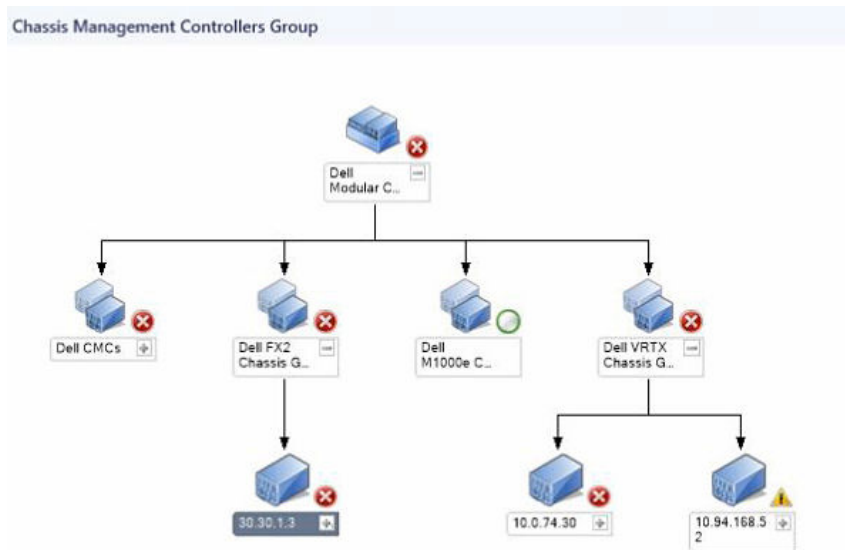 Chassis Management Controllers Group
Dell
Modular C...
Dell CMCs
Dell FX2
Chassis G...
Dell
M1000e C...
Dell VRTX
Chassis G...
30.30.1.3
10.0.74.30
10.94.168.5
2